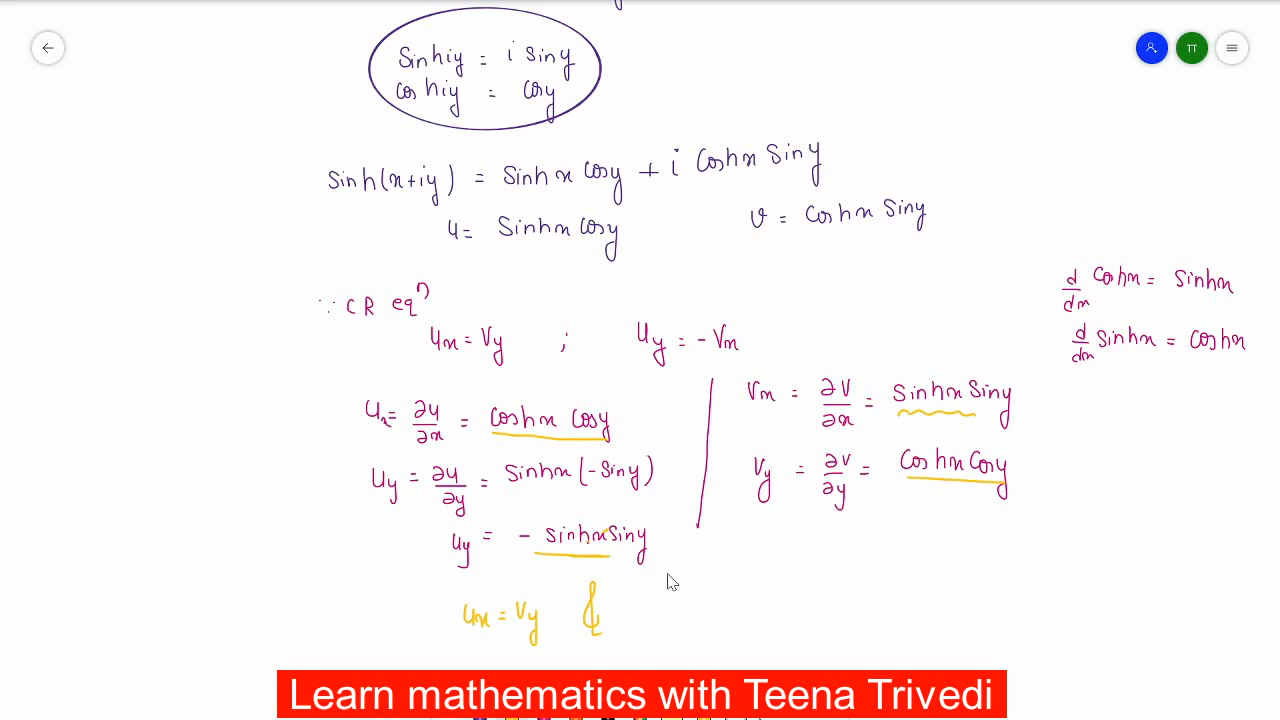 Sinhiy = i siny
coshiy = cosy
sinh(x+iy) = sinhx cosy + i coshx siny
u = sinhx cosy
v = coshx siny
∵ CR eqⁿ
ux = vy ; uy = -vx
d/dx coshx = sinhx
d/dx sinhx = coshx
ux = ∂u/∂x = coshx cosy
uy = ∂u/∂y = sinhx (-siny)
uy = - sinhx siny
vx = ∂v/∂x = sinhx siny
vy = ∂v/∂y = coshx cosy
ux = vy &
TT
Learn mathematics with Teena Trivedi